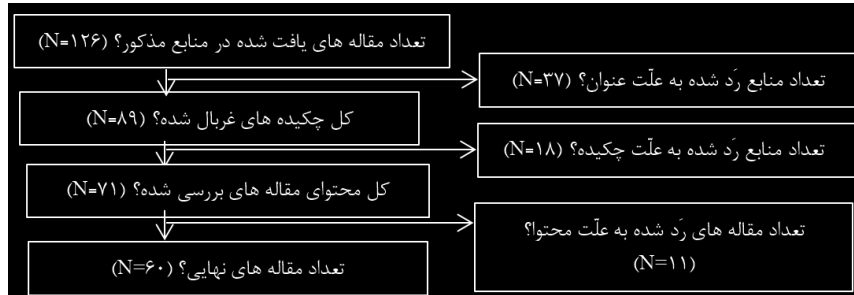 تعداد مقاله های یافت شده در منابع مذکور؟ (N=۱۲۶)
تعداد منابع رَد شده به علّت عنوان؟ (N=۳۷)
کل چکیده های غربال شده؟ (N=۸۹)
تعداد منابع رَد شده به علّت چکیده؟ (N=۱۸)
کل محتوای مقاله های بررسی شده؟ (N=۷۱)
تعداد مقاله های رَد شده به علّت محتوا؟
(N=۱۱)
تعداد مقاله های نهایی؟ (N=۶۰)